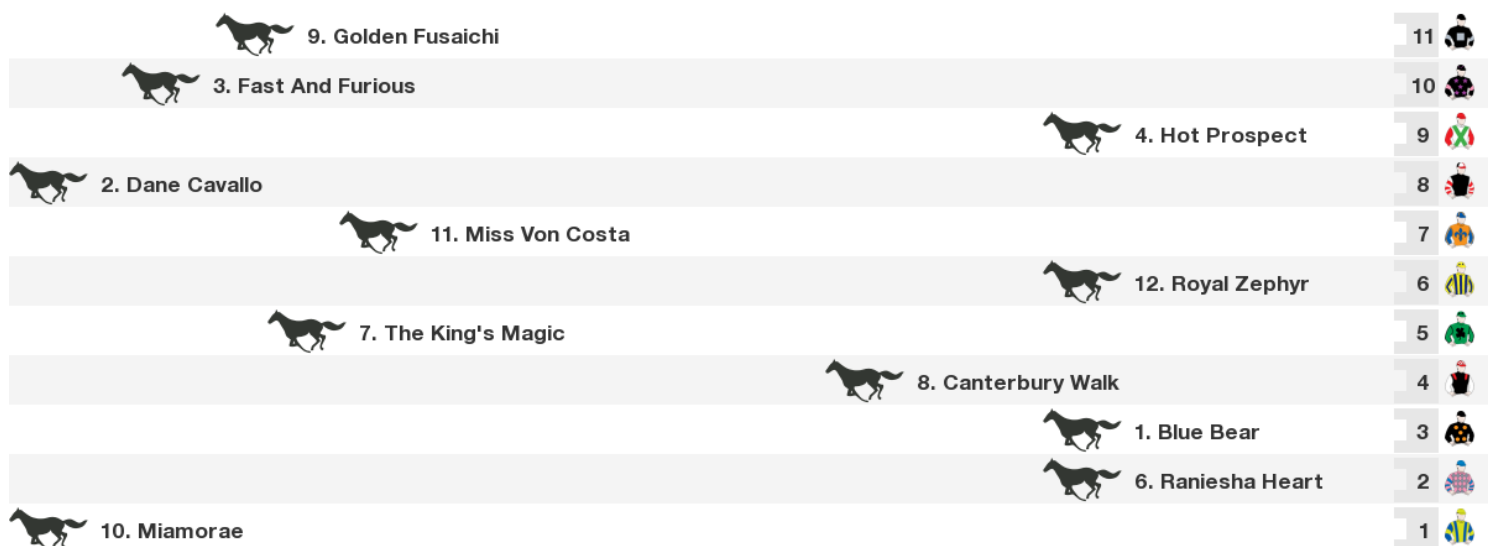 9. Golden Fusaichi 11
3. Fast And Furious 10
4. Hot Prospect 9
2. Dane Cavallo 8
11. Miss Von Costa 7
12. Royal Zephyr 6
7. The King's Magic 5
8. Canterbury Walk 4
1. Blue Bear 3
6. Raniesha Heart 2
10. Miamorae 1